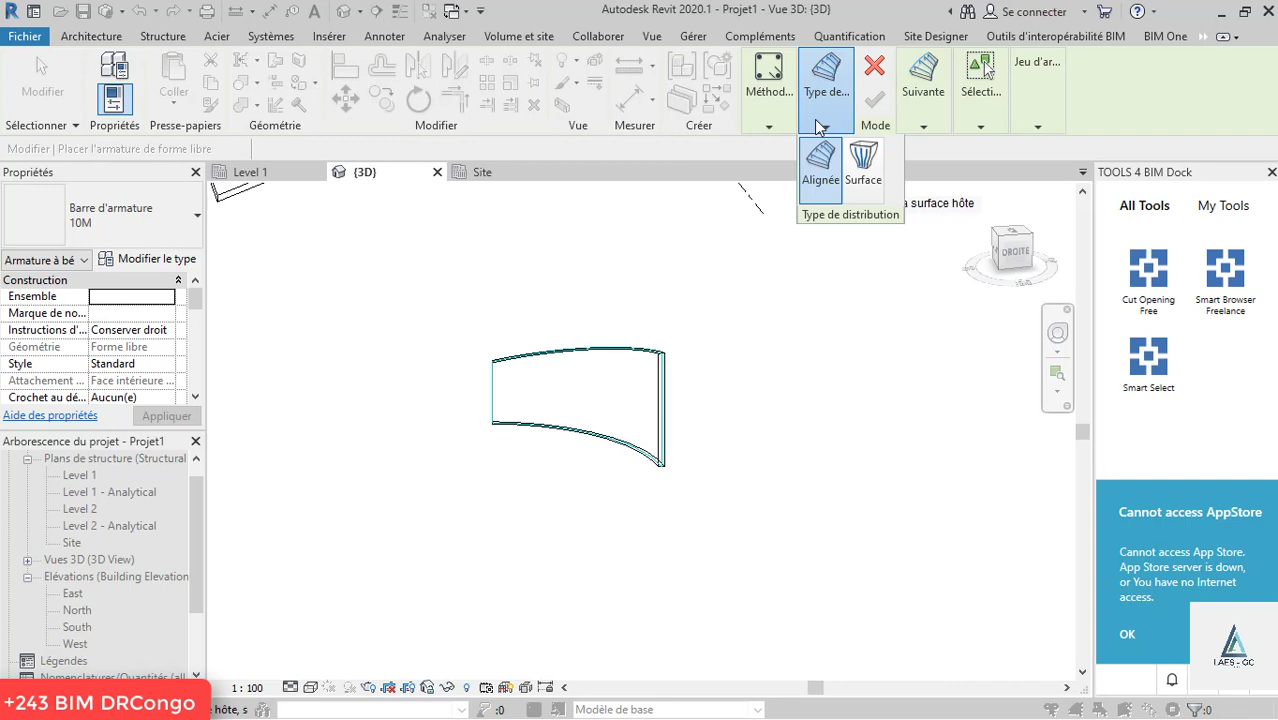 Autodesk Revit 2020.1 - Projet1 - Vue 3D: {3D}
Se connecter
Fichier Architecture Structure Acier Systèmes Insérer Annoter Analyser Volume et site Collaborer Vue Gérer Compléments Quantification Site Designer Outils d'interopérabilité BIM BIM One
Modifier
Coller
Méthod...
Type de...
Suivante
Sélecti...
Jeu d'ar...
Sélectionner Propriétés Presse-papiers Géométrie Modifier Vue Mesurer Créer Mode
Modifier | Placer l'armature de forme libre
Alignée Surface
Type de distribution
a surface hôte
Propriétés
Level 1
{3D}
Site
TOOLS 4 BIM Dock
Barre d'armature
10M
Armature à bé
Modifier le type
Construction
Ensemble
Marque de no...
Instructions d'... Conserver droit
Géométrie Forme libre
Style Standard
Attachement ... Face intérieure ...
Crochet au dé... Aucun(e)
Aide des propriétés
Appliquer
Arborescence du projet - Projet1
Plans de structure (Structural
Level 1
Level 1 - Analytical
Level 2
Level 2 - Analytical
Site
Vues 3D (3D View)
Elévations (Building Elevation
East
North
South
West
Légendes
Nomenclatures/Quantités (all
DROITE
All Tools My Tools
Cut Opening
Free
Smart Browser
Freelance
Smart Select
Cannot access AppStore
Cannot access App Store.
App Store server is down,
or You have no Internet
access.
OK
LAES_GC
1 : 100
+243 BIM DRCongo
hôte, s
:0
Modèle de base
:0